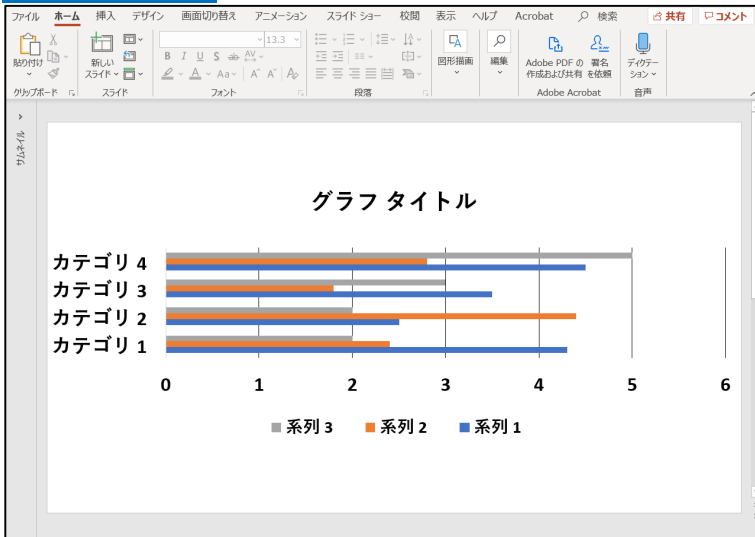 ファイル ホーム 挿入 デザイン 画面切り替え アニメーション スライド ショー 校閲 表示 ヘルプ Acrobat 検索 共有 コメント
13.3
B I U S ab AV
A Aa A A A
貼り付け 新しい スライド 図形描画 編集 Adobe PDF の 作成および共有 署名 を依頼 ディクテー ション
クリップボード スライド フォント 段落 Adobe Acrobat 音声
サムネイル
グラフ タイトル
カテゴリ 4
カテゴリ 3
カテゴリ 2
カテゴリ 1
0 1 2 3 4 5 6
系列 3 系列 2 系列 1